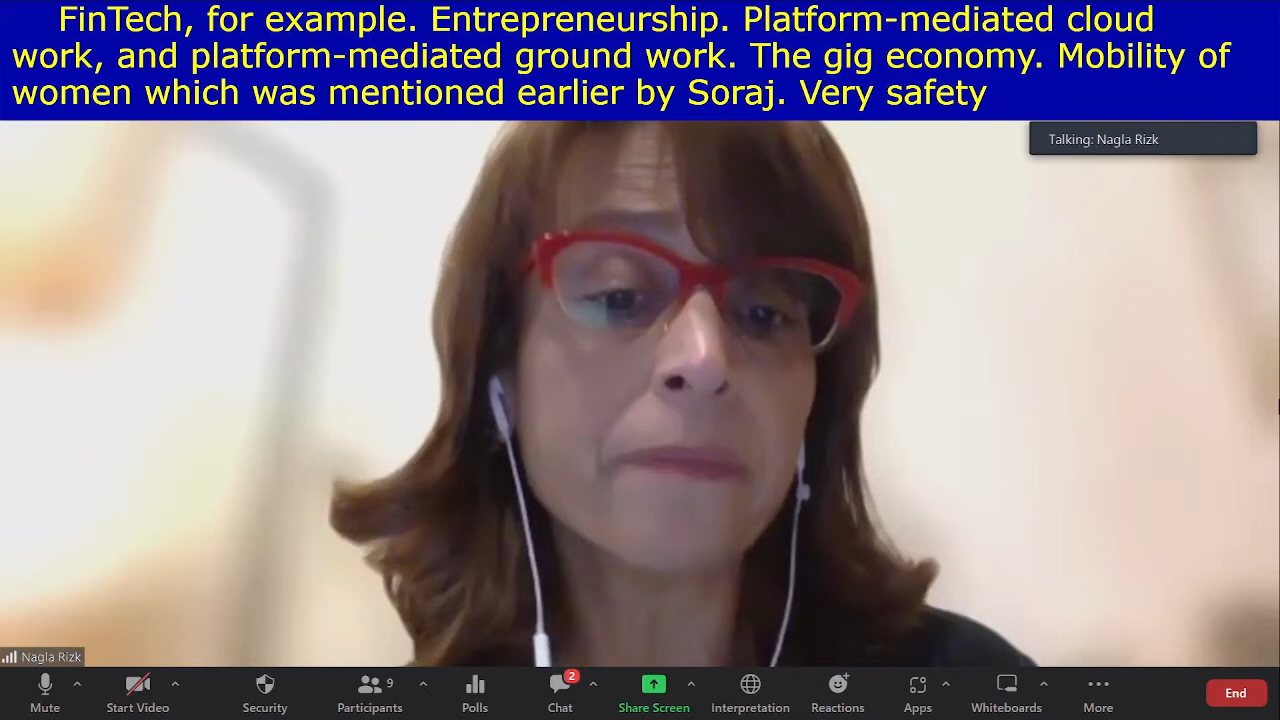 FinTech, for example. Entrepreneurship. Platform-mediated cloud
work, and platform-mediated ground work. The gig economy. Mobility of
women which was mentioned earlier by Soraj. Very safety
Talking: Nagla Rizk
Nagla Rizk
9
2
Mute
Start Video
Security
Participants
Polls
Chat
Share Screen
Interpretation
Reactions
Apps
Whiteboards
More
End